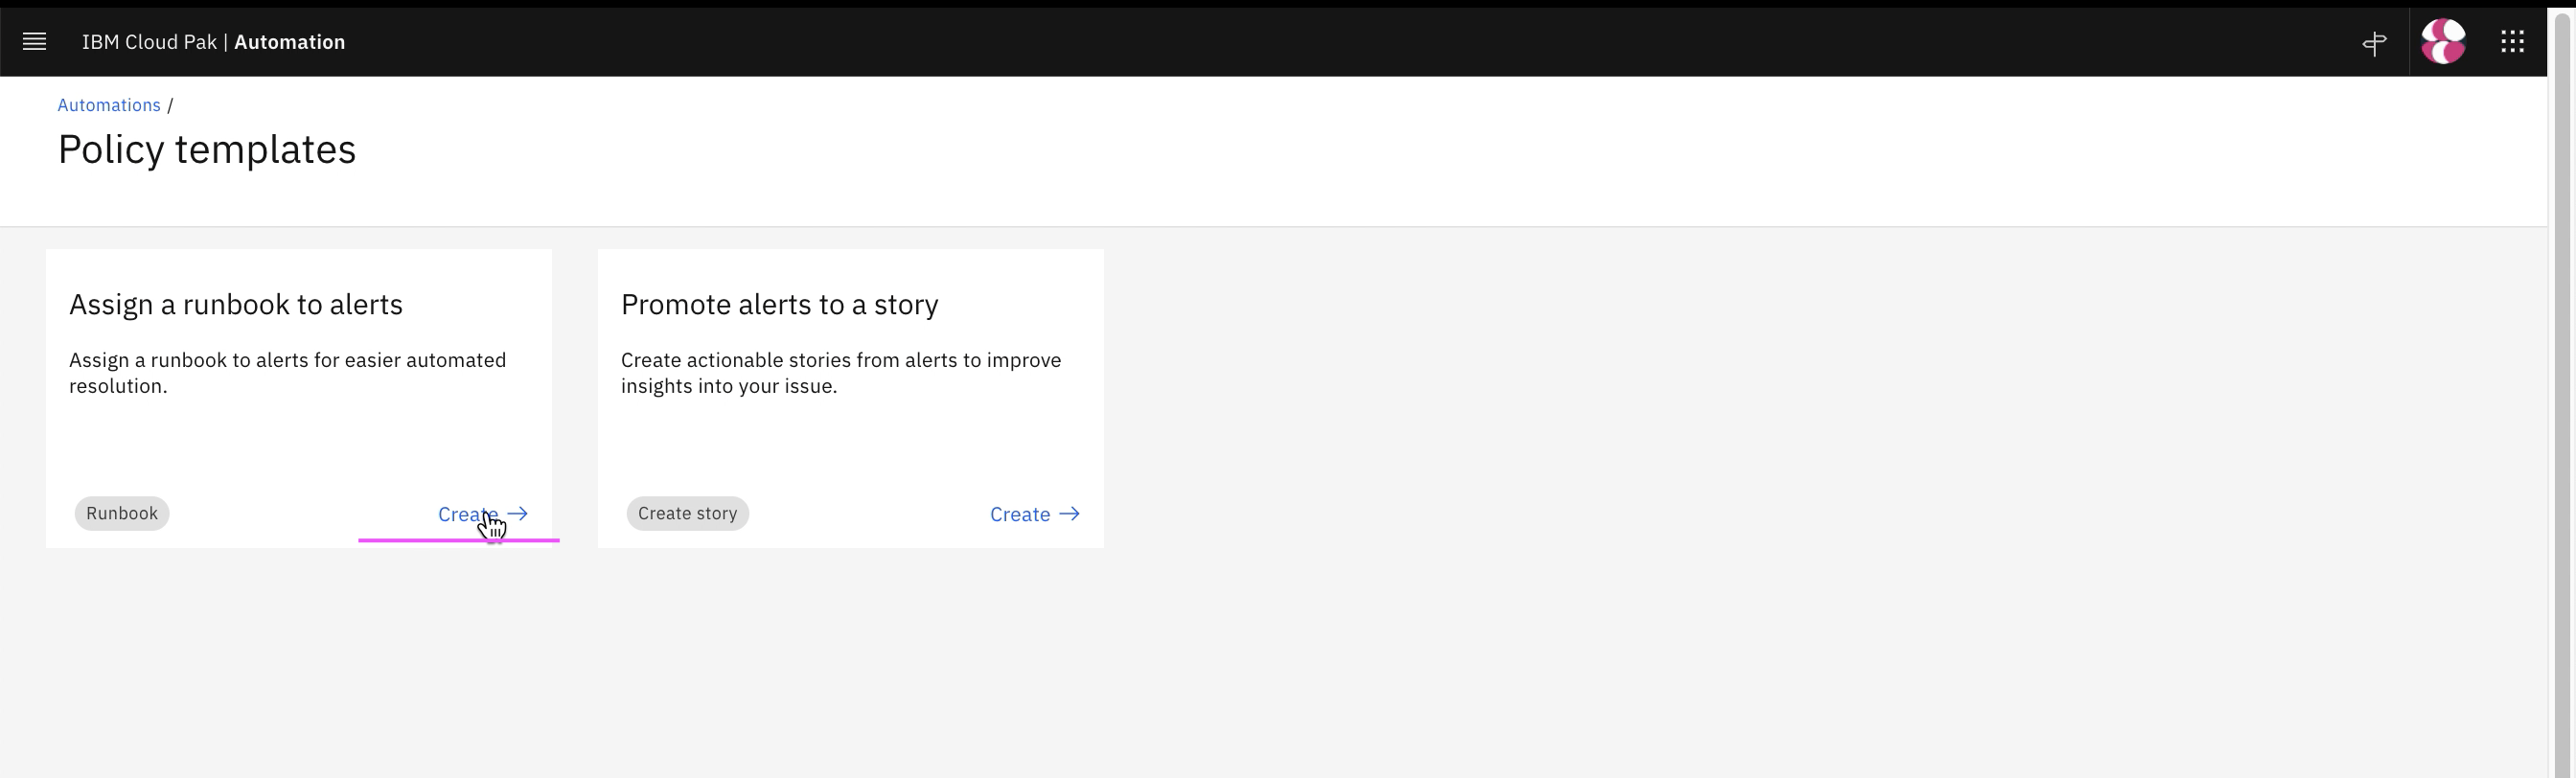 IBM Cloud Pak | Automation
Automations /
Policy templates
Assign a runbook to alerts
Assign a runbook to alerts for easier automated
resolution.
Runbook
Create
Promote alerts to a story
Create actionable stories from alerts to improve
insights into your issue.
Create story
Create